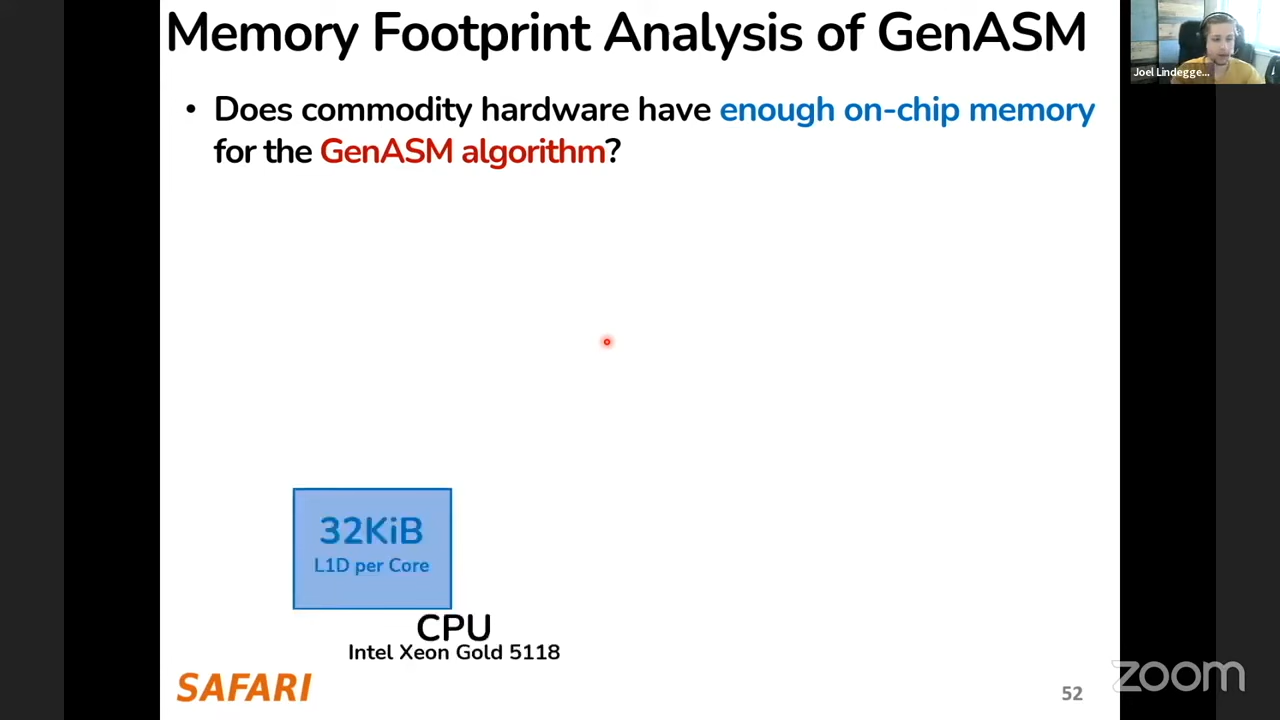 Memory Footprint Analysis of GenASM
Joel Lindegge...
• Does commodity hardware have enough on-chip memory
for the GenASM algorithm?
32KiB
L1D per Core
CPU
Intel Xeon Gold 5118
SAFARI
52
zoom